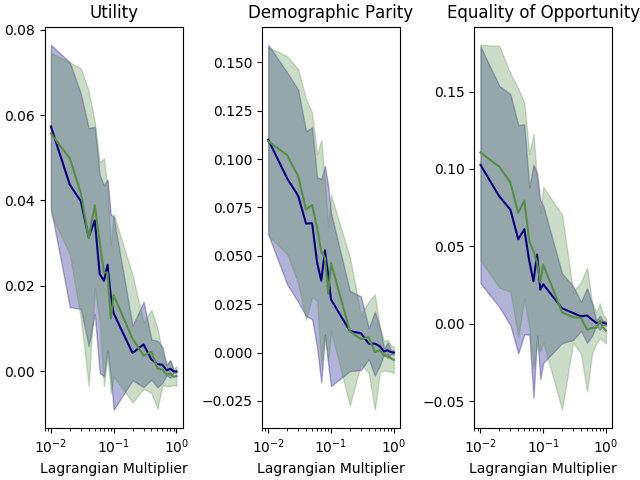 Utility
Demographic Parity
Equality of Opportunity
0.08
0.06
0.04
0.02
0.00
0.150
0.125
0.100
0.075
0.050
0.025
0.000
−0.025
0.15
0.10
0.05
0.00
−0.05
10⁻² 10⁻¹ 10⁰
10⁻² 10⁻¹ 10⁰
10⁻² 10⁻¹ 10⁰
Lagrangian Multiplier
Lagrangian Multiplier
Lagrangian Multiplier